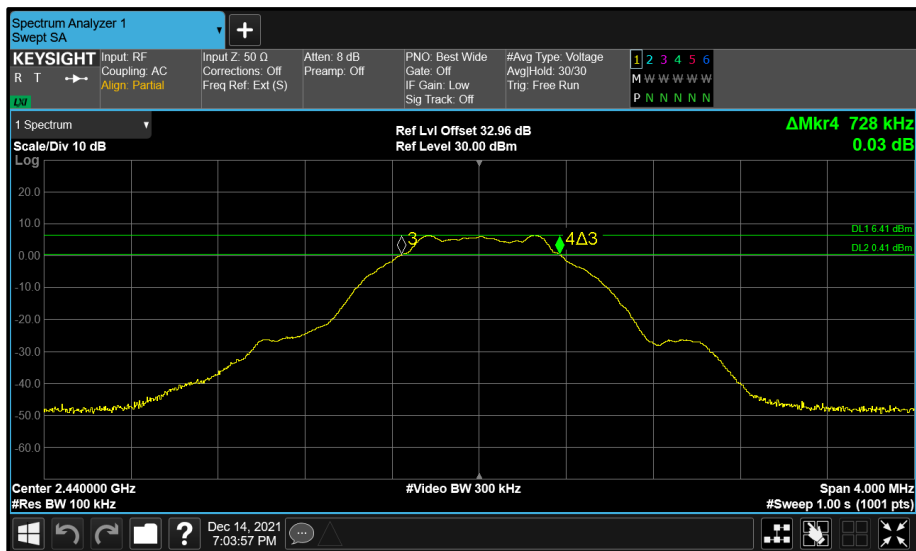 Spectrum Analyzer 1
Swept SA
+
KEYSIGHT
R T
LXI
Input: RF
Coupling: AC
Align: Partial
Input Z: 50 Ω
Corrections: Off
Freq Ref: Ext (S)
Atten: 8 dB
Preamp: Off
PNO: Best Wide
Gate: Off
IF Gain: Low
Sig Track: Off
#Avg Type: Voltage
Avg|Hold: 30/30
Trig: Free Run
1 2 3 4 5 6
M W W W W W
P N N N N N
1 Spectrum
Scale/Div 10 dB
Ref Lvl Offset 32.96 dB
Ref Level 30.00 dBm
ΔMkr4 728 kHz
0.03 dB
Log
20.0
10.0
0.00
-10.0
-20.0
-30.0
-40.0
-50.0
-60.0
3
4Δ3
DL1 6.41 dBm
DL2 0.41 dBm
Center 2.440000 GHz
#Res BW 100 kHz
#Video BW 300 kHz
Span 4.000 MHz
#Sweep 1.00 s (1001 pts)
?
Dec 14, 2021
7:03:57 PM